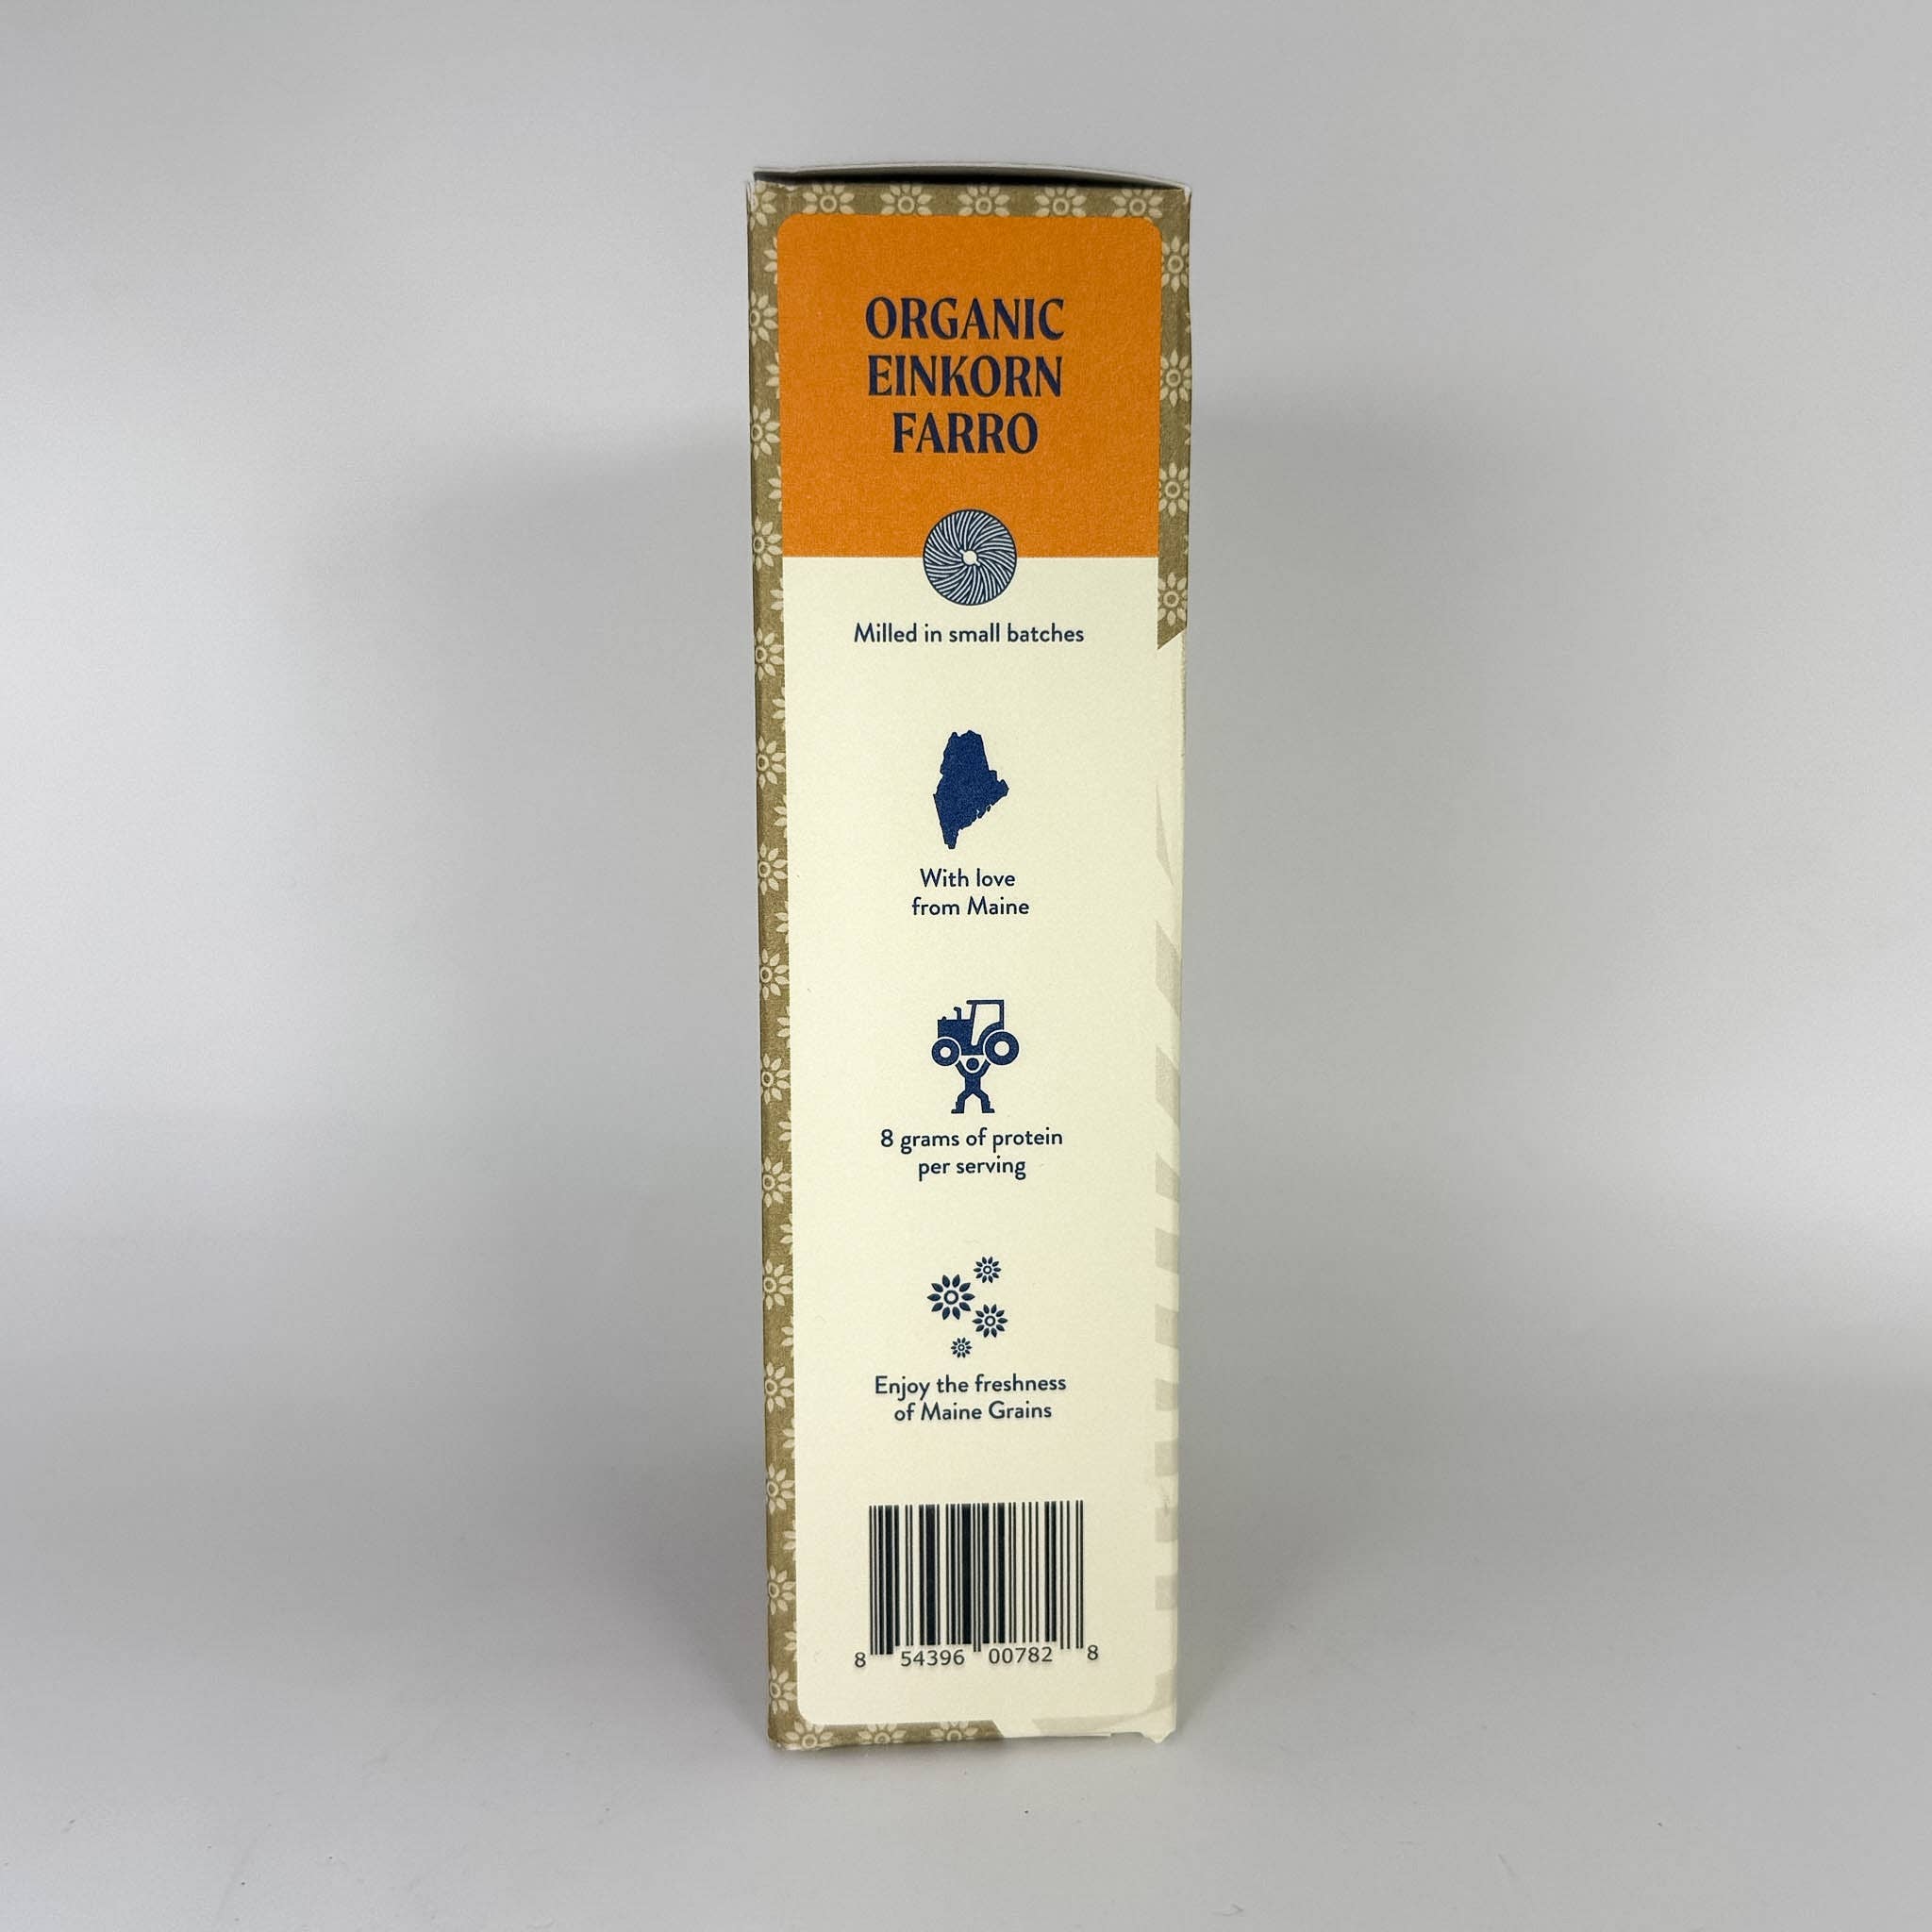 ORGANIC
EINKORN
FARRO
Milled in small batches
With love
from Maine
8 grams of protein
per serving
Enjoy the freshness
of Maine Grains
8 54396 00782 8